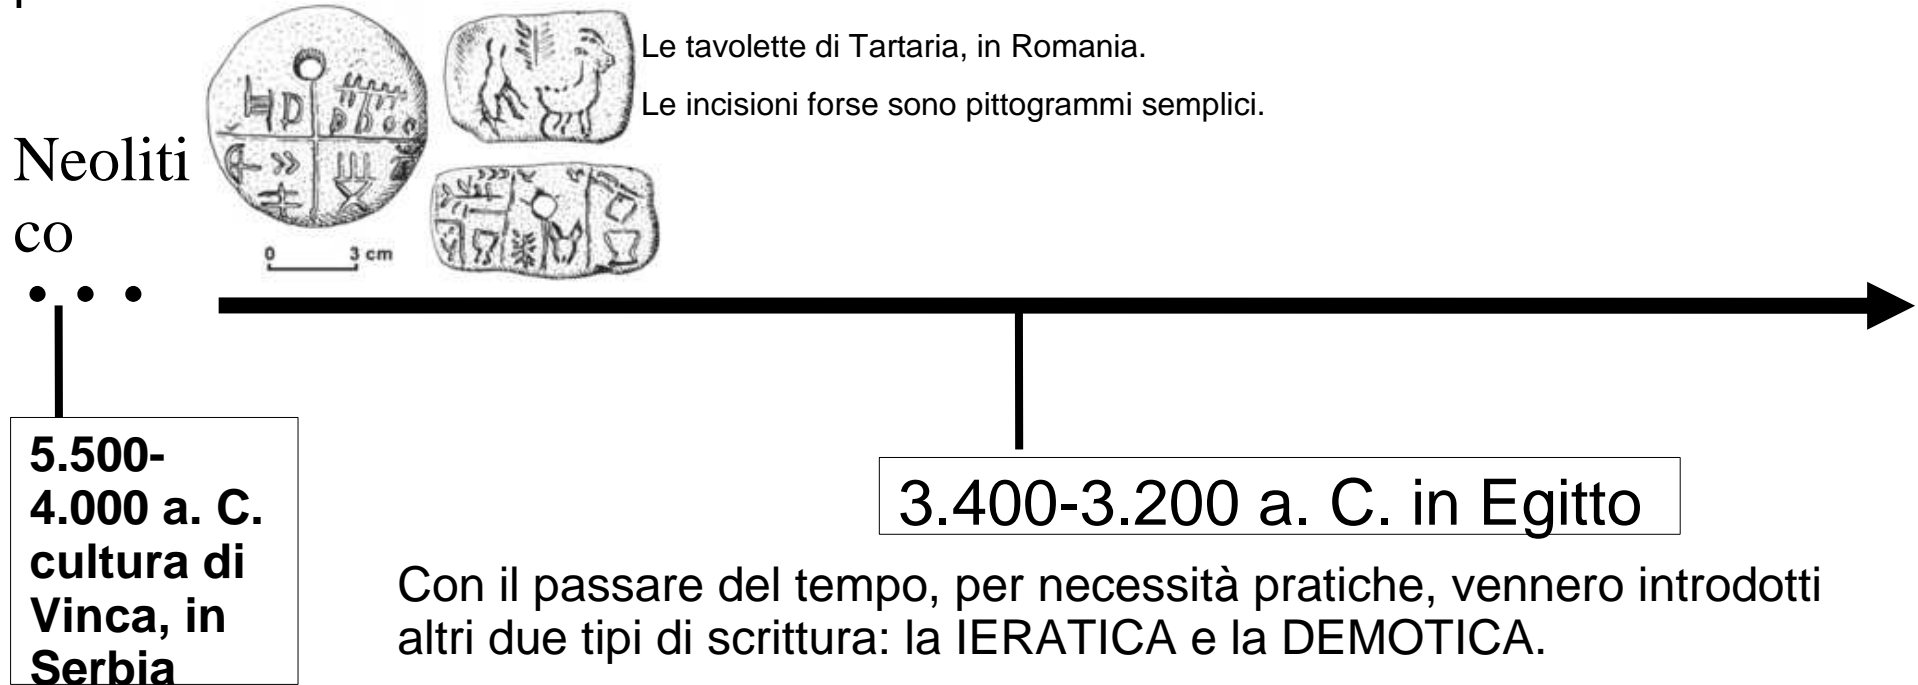 Le tavolette di Tartaria, in Romania.
Le incisioni forse sono pittogrammi semplici.
Neoliti
co
• • •
0 3 cm
5.500-
4.000 a. C.
cultura di
Vinca, in
Serbia
3.400-3.200 a. C. in Egitto
Con il passare del tempo, per necessità pratiche, vennero introdotti
altri due tipi di scrittura: la IERATICA e la DEMOTICA.